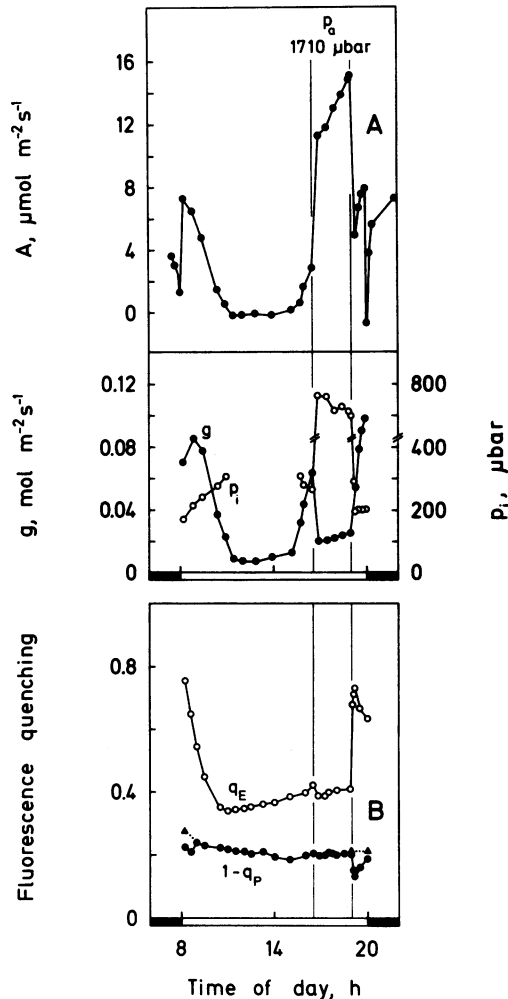 pₐ
1710 µbar
A, µmol m⁻²s⁻¹
16
12
8
4
0
A
g, mol m⁻²s⁻¹
0.12
0.08
0.04
0
g
pᵢ
800
400
200
0
pᵢ, µbar
Fluorescence quenching
0.8
0.4
0
q_E
B
1-q_P
8
14
20
Time of day, h